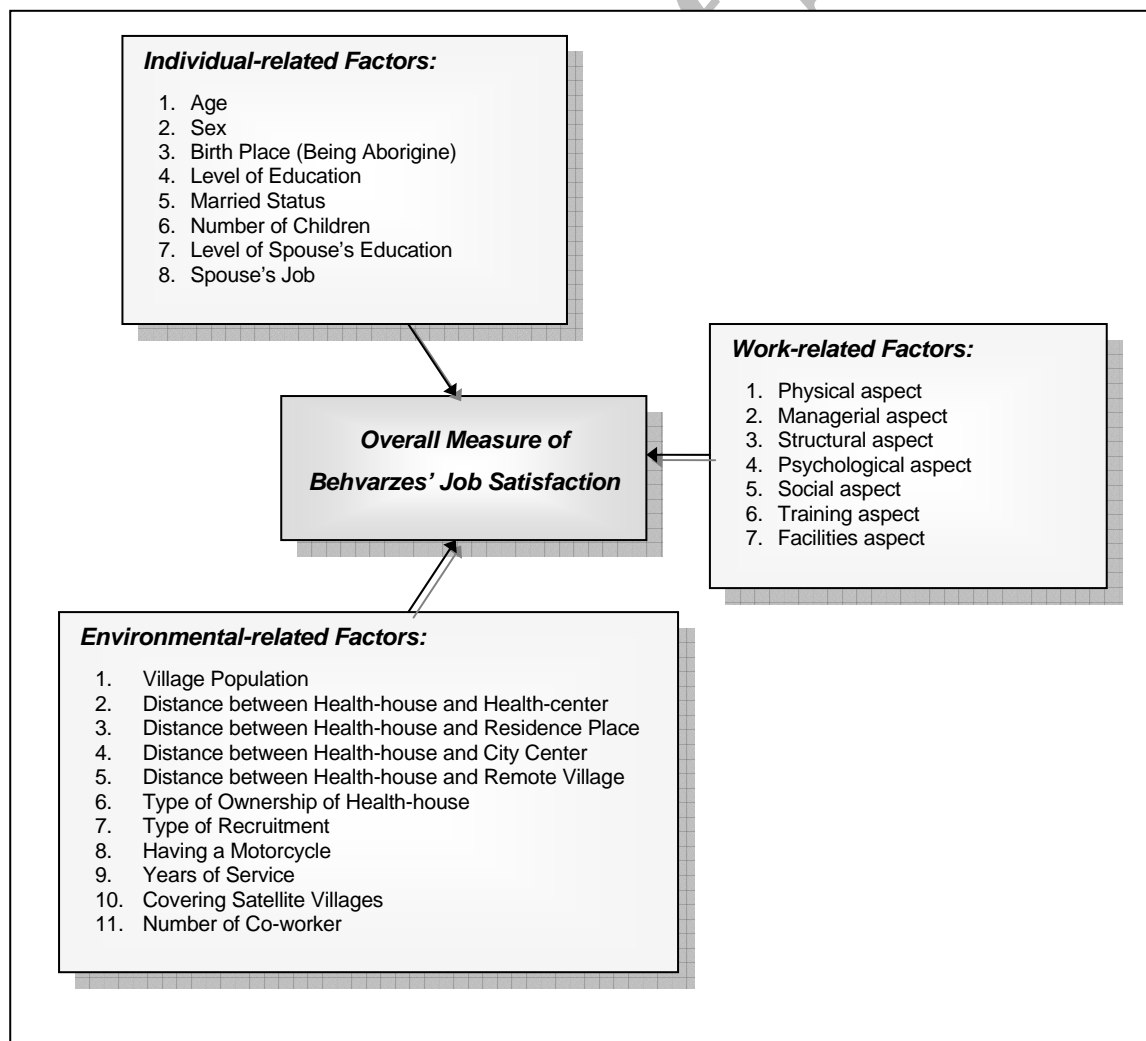 Individual-related Factors:
1. Age
2. Sex
3. Birth Place (Being Aborigine)
4. Level of Education
5. Married Status
6. Number of Children
7. Level of Spouse's Education
8. Spouse's Job
Work-related Factors:
1. Physical aspect
2. Managerial aspect
3. Structural aspect
4. Psychological aspect
5. Social aspect
6. Training aspect
7. Facilities aspect
Overall Measure of
Behvarzes' Job Satisfaction
Environmental-related Factors:
1. Village Population
2. Distance between Health-house and Health-center
3. Distance between Health-house and Residence Place
4. Distance between Health-house and City Center
5. Distance between Health-house and Remote Village
6. Type of Ownership of Health-house
7. Type of Recruitment
8. Having a Motorcycle
9. Years of Service
10. Covering Satellite Villages
11. Number of Co-worker